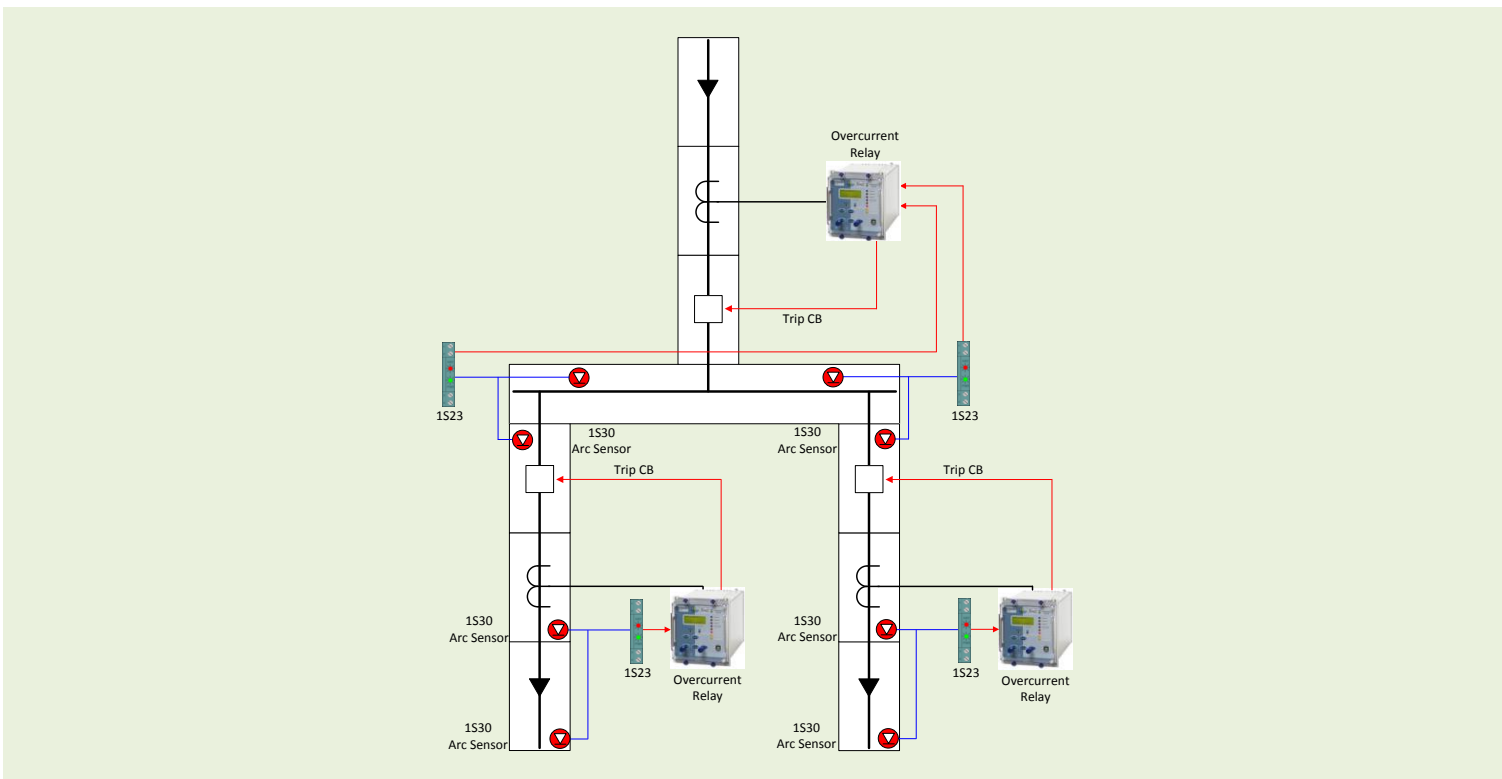 Overcurrent
Relay
Trip CB
1S23
1S23
1S30
Arc Sensor
1S30
Arc Sensor
Trip CB
Trip CB
1S30
Arc Sensor
1S23
Overcurrent
Relay
1S30
Arc Sensor
1S23
Overcurrent
Relay
1S30
Arc Sensor
1S30
Arc Sensor